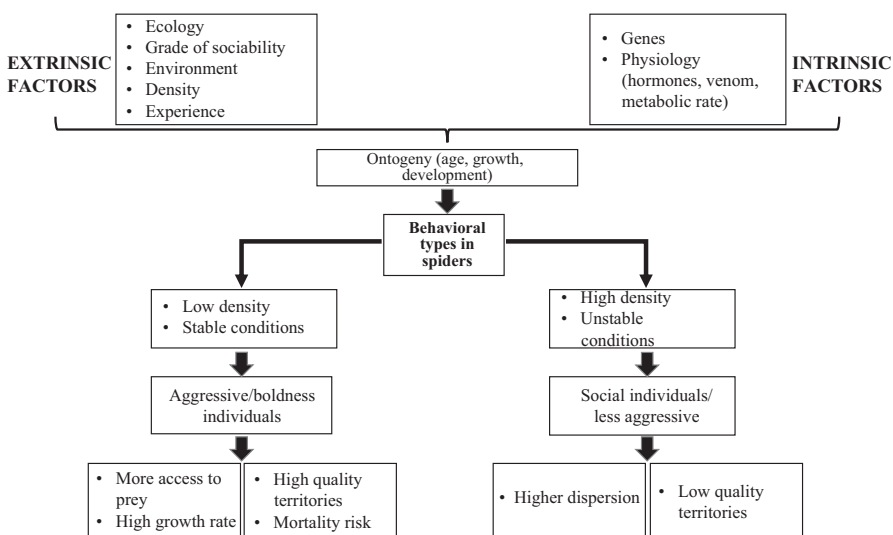 EXTRINSIC
FACTORS
• Ecology
• Grade of sociability
• Environment
• Density
• Experience
• Genes
• Physiology
(hormones, venom,
metabolic rate)
INTRINSIC
FACTORS
Ontogeny (age, growth,
development)
Behavioral
types in
spiders
• Low density
• Stable conditions
• High density
• Unstable
conditions
Aggressive/boldness
individuals
Social individuals/
less aggressive
• More access to
prey
• High growth rate
• High quality
territories
• Mortality risk
• Higher dispersion
• Low quality
territories